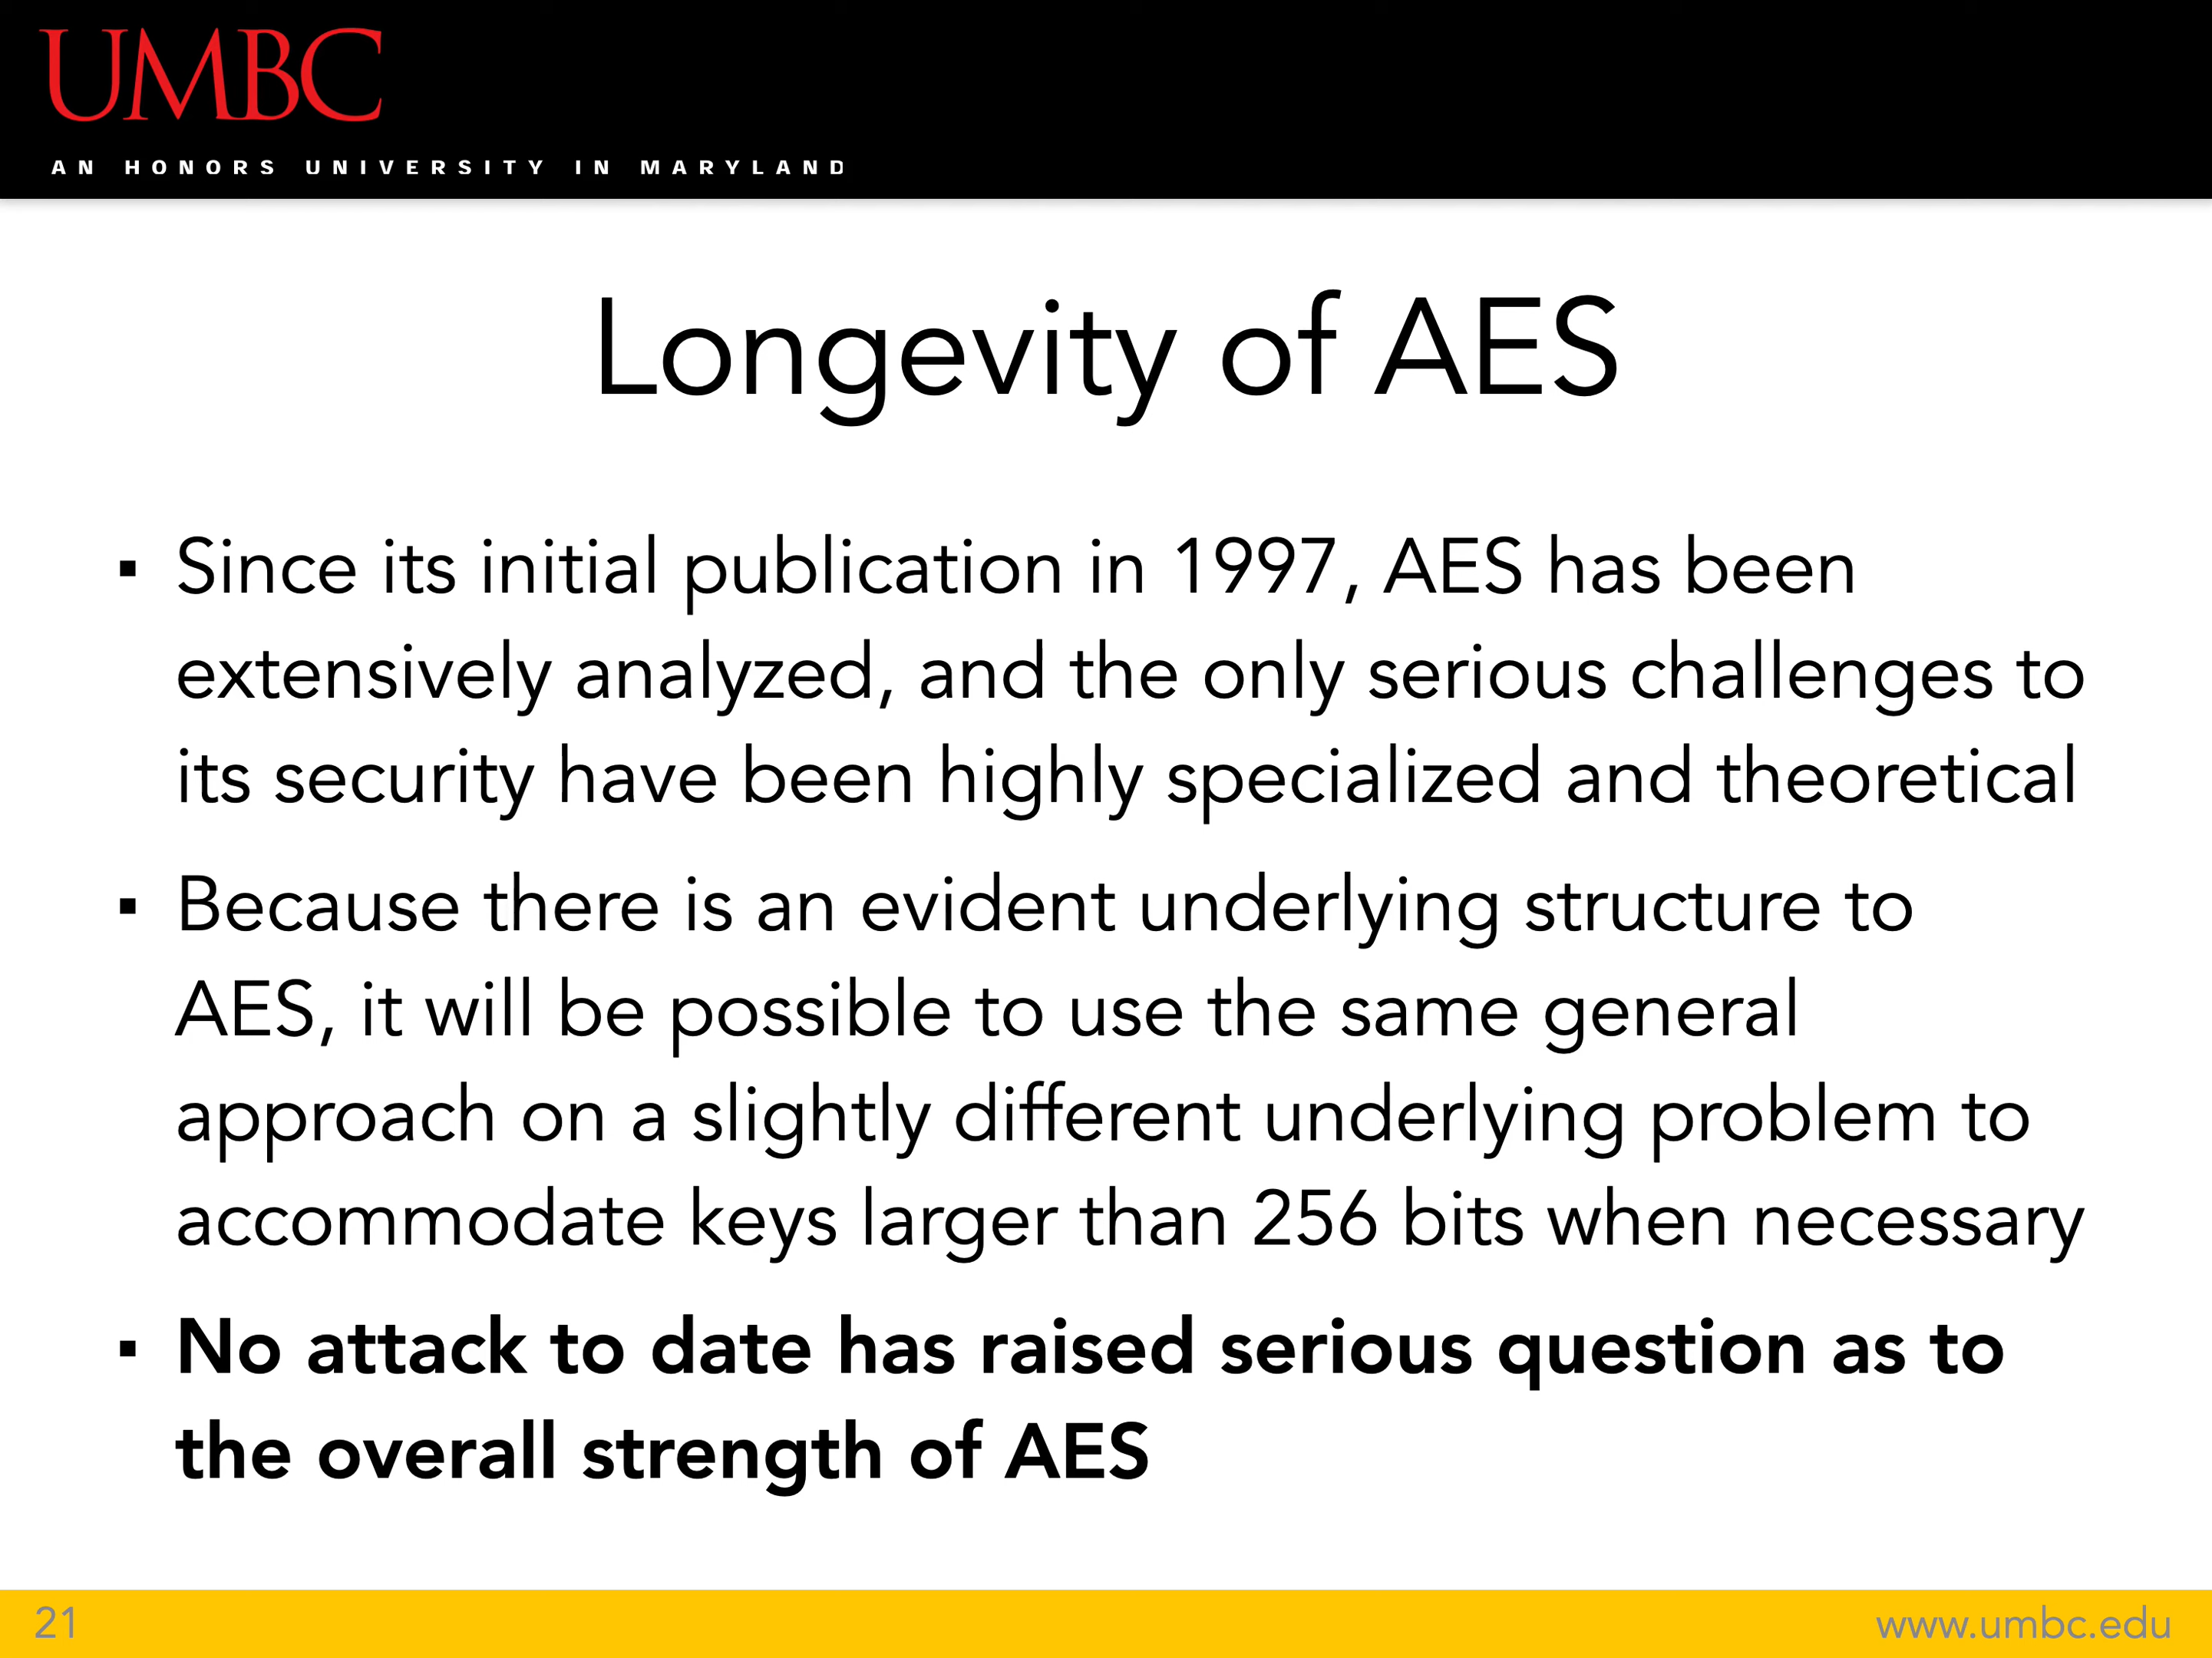 UMBC
AN HONORS UNIVERSITY IN MARYLAND
Longevity of AES
▪ Since its initial publication in 1997, AES has been
extensively analyzed, and the only serious challenges to
its security have been highly specialized and theoretical
▪ Because there is an evident underlying structure to
AES, it will be possible to use the same general
approach on a slightly different underlying problem to
accommodate keys larger than 256 bits when necessary
▪ No attack to date has raised serious question as to
the overall strength of AES
21
www.umbc.edu